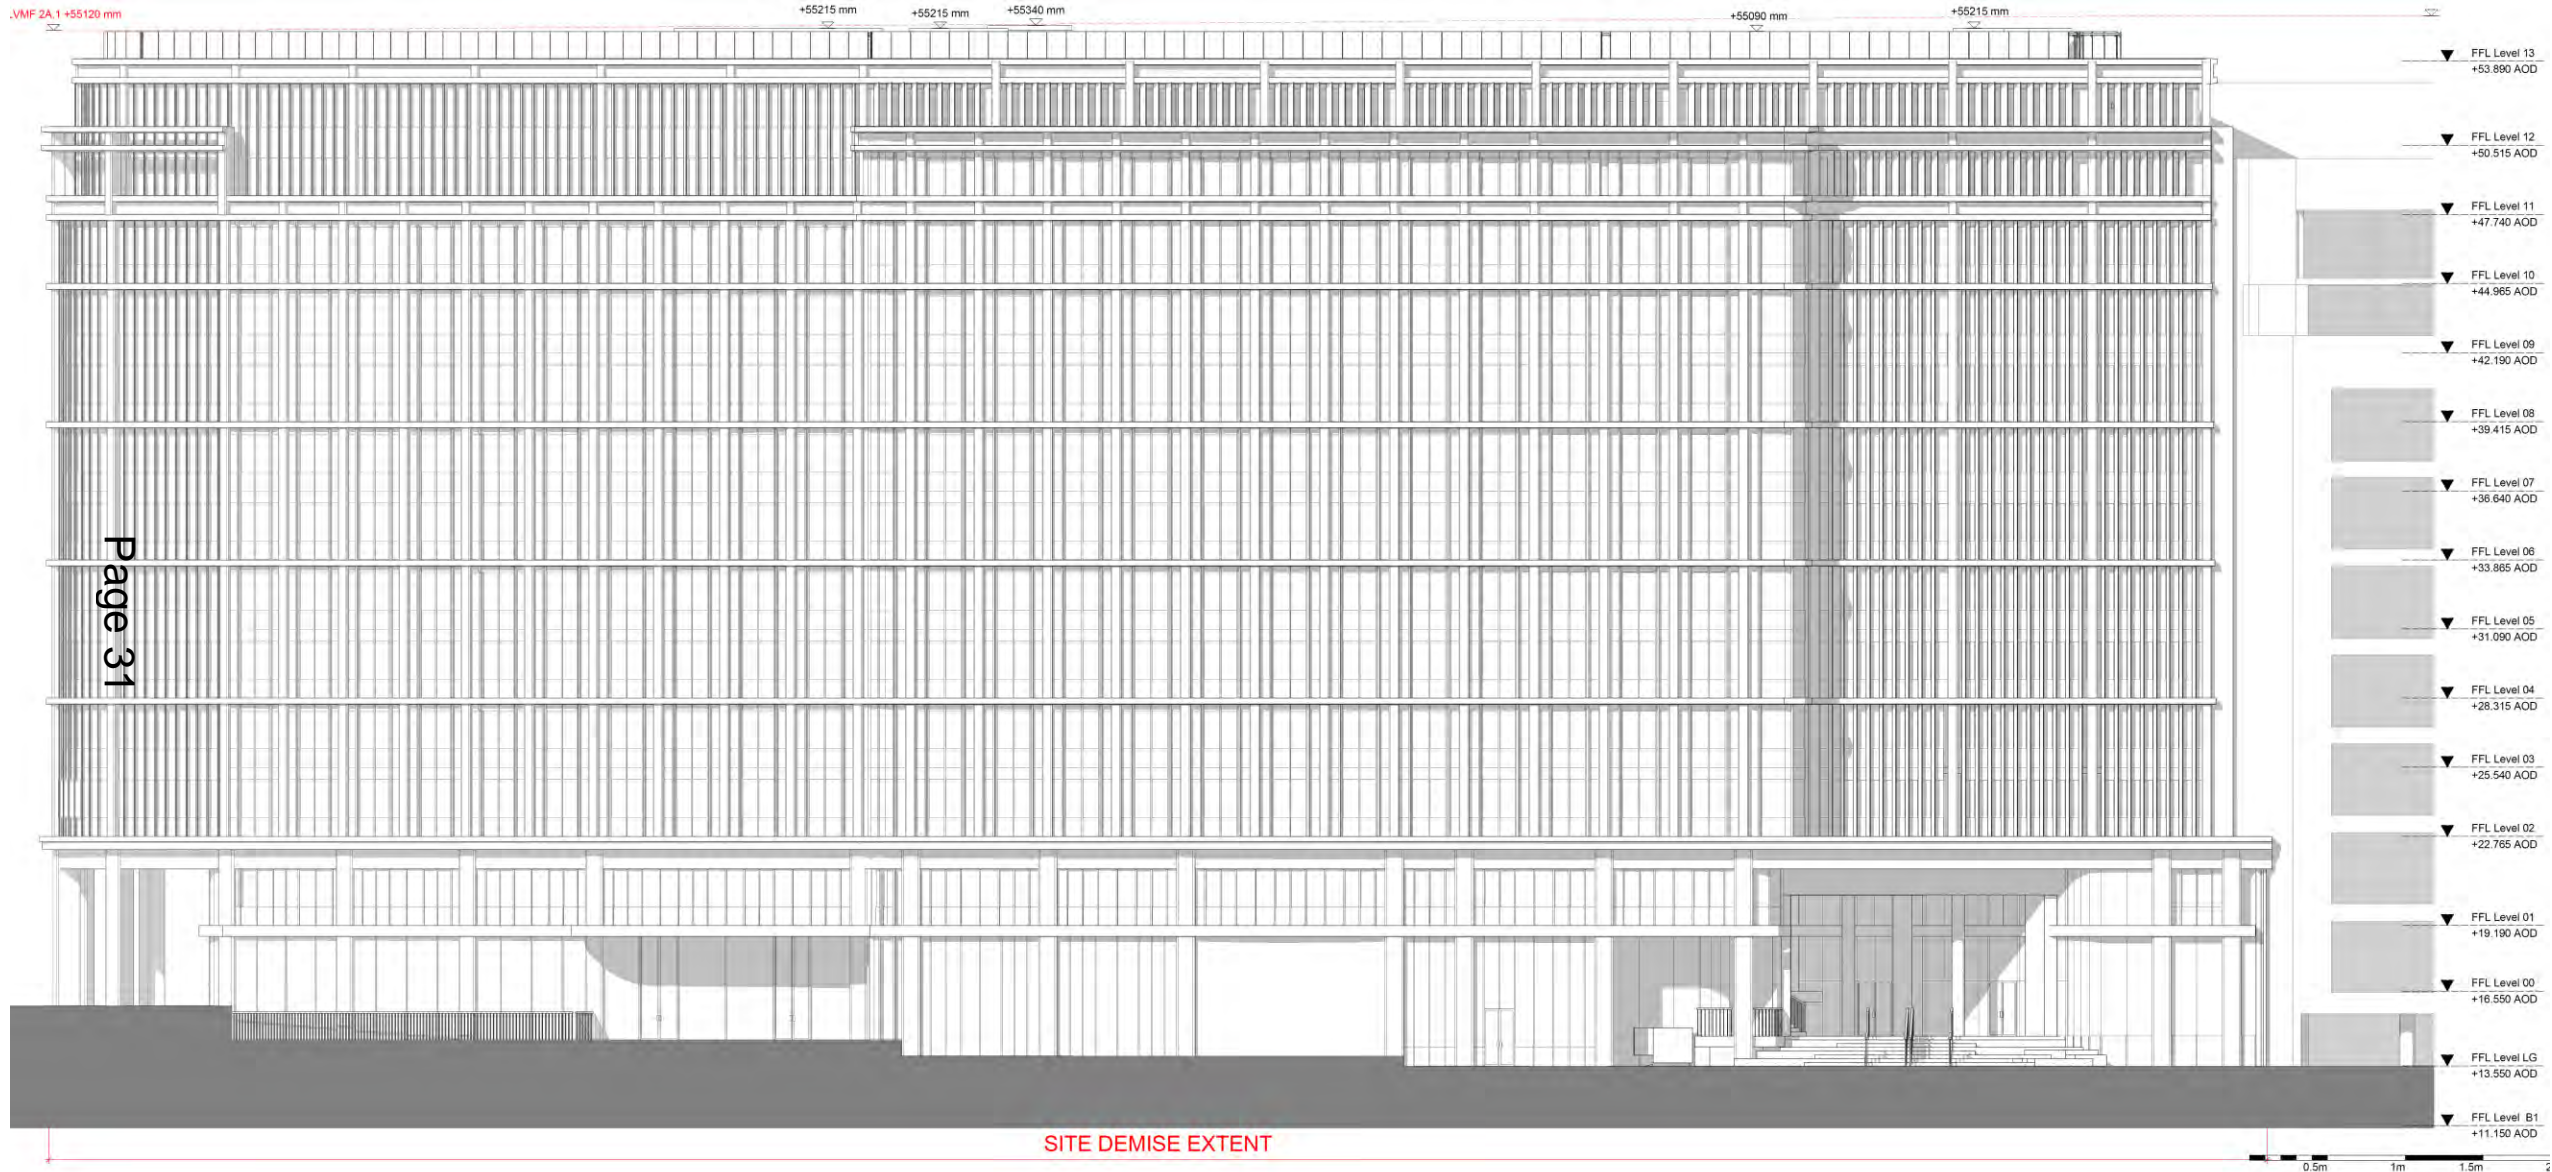 .VMF 2A.1 +55120 mm
+55215 mm
+55215 mm
+55340 mm
+55090 mm
+55215 mm
FFL Level 13
+53.890 AOD
FFL Level 12
+50.515 AOD
FFL Level 11
+47.740 AOD
FFL Level 10
+44.965 AOD
FFL Level 09
+42.190 AOD
FFL Level 08
+39.415 AOD
FFL Level 07
+36.640 AOD
FFL Level 06
+33.865 AOD
FFL Level 05
+31.090 AOD
FFL Level 04
+28.315 AOD
FFL Level 03
+25.540 AOD
FFL Level 02
+22.765 AOD
FFL Level 01
+19.190 AOD
FFL Level 00
+16.550 AOD
FFL Level LG
+13.550 AOD
FFL Level B1
+11.150 AOD
Page 31
SITE DEMISE EXTENT
0.5m 1m 1.5m 2